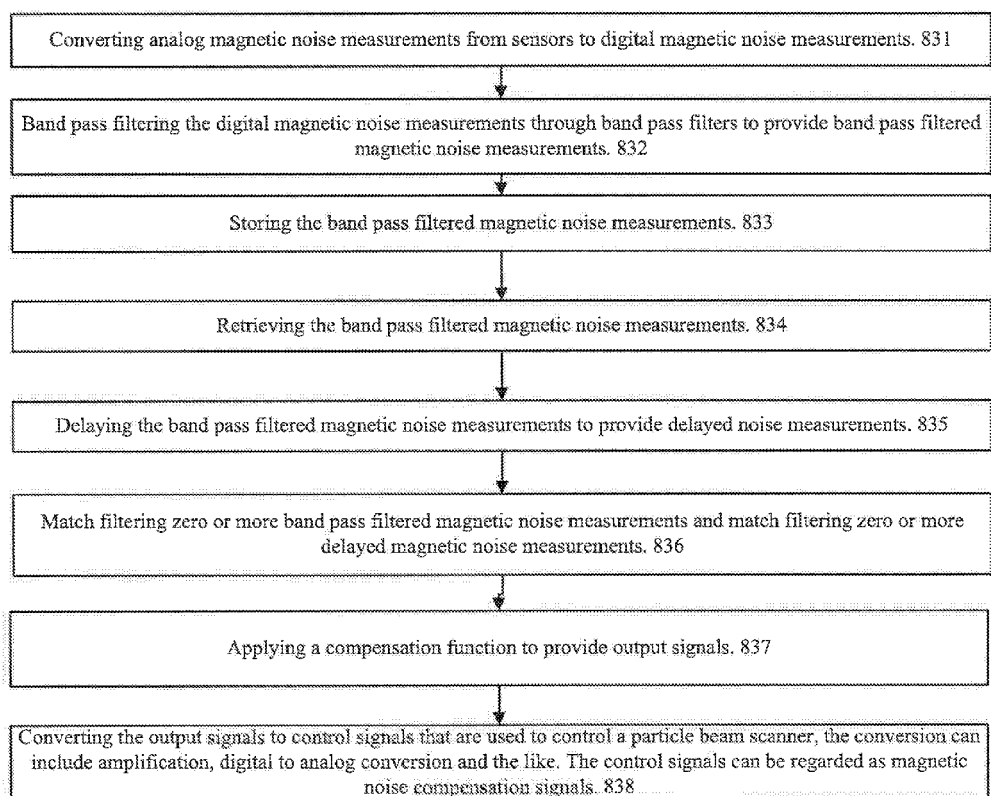 Converting analog magnetic noise measurements from sensors to digital magnetic noise measurements. 831
Band pass filtering the digital magnetic noise measurements through band pass filters to provide band pass filtered
magnetic noise measurements. 832
Storing the band pass filtered magnetic noise measurements. 833
Retrieving the band pass filtered magnetic noise measurements. 834
Delaying the band pass filtered magnetic noise measurements to provide delayed noise measurements. 835
Match filtering zero or more band pass filtered magnetic noise measurements and match filtering zero or more
delayed magnetic noise measurements. 836
Applying a compensation function to provide output signals. 837
Converting the output signals to control signals that are used to control a particle beam scanner, the conversion can
include amplification, digital to analog conversion and the like. The control signals can be regarded as magnetic
noise compensation signals. 838